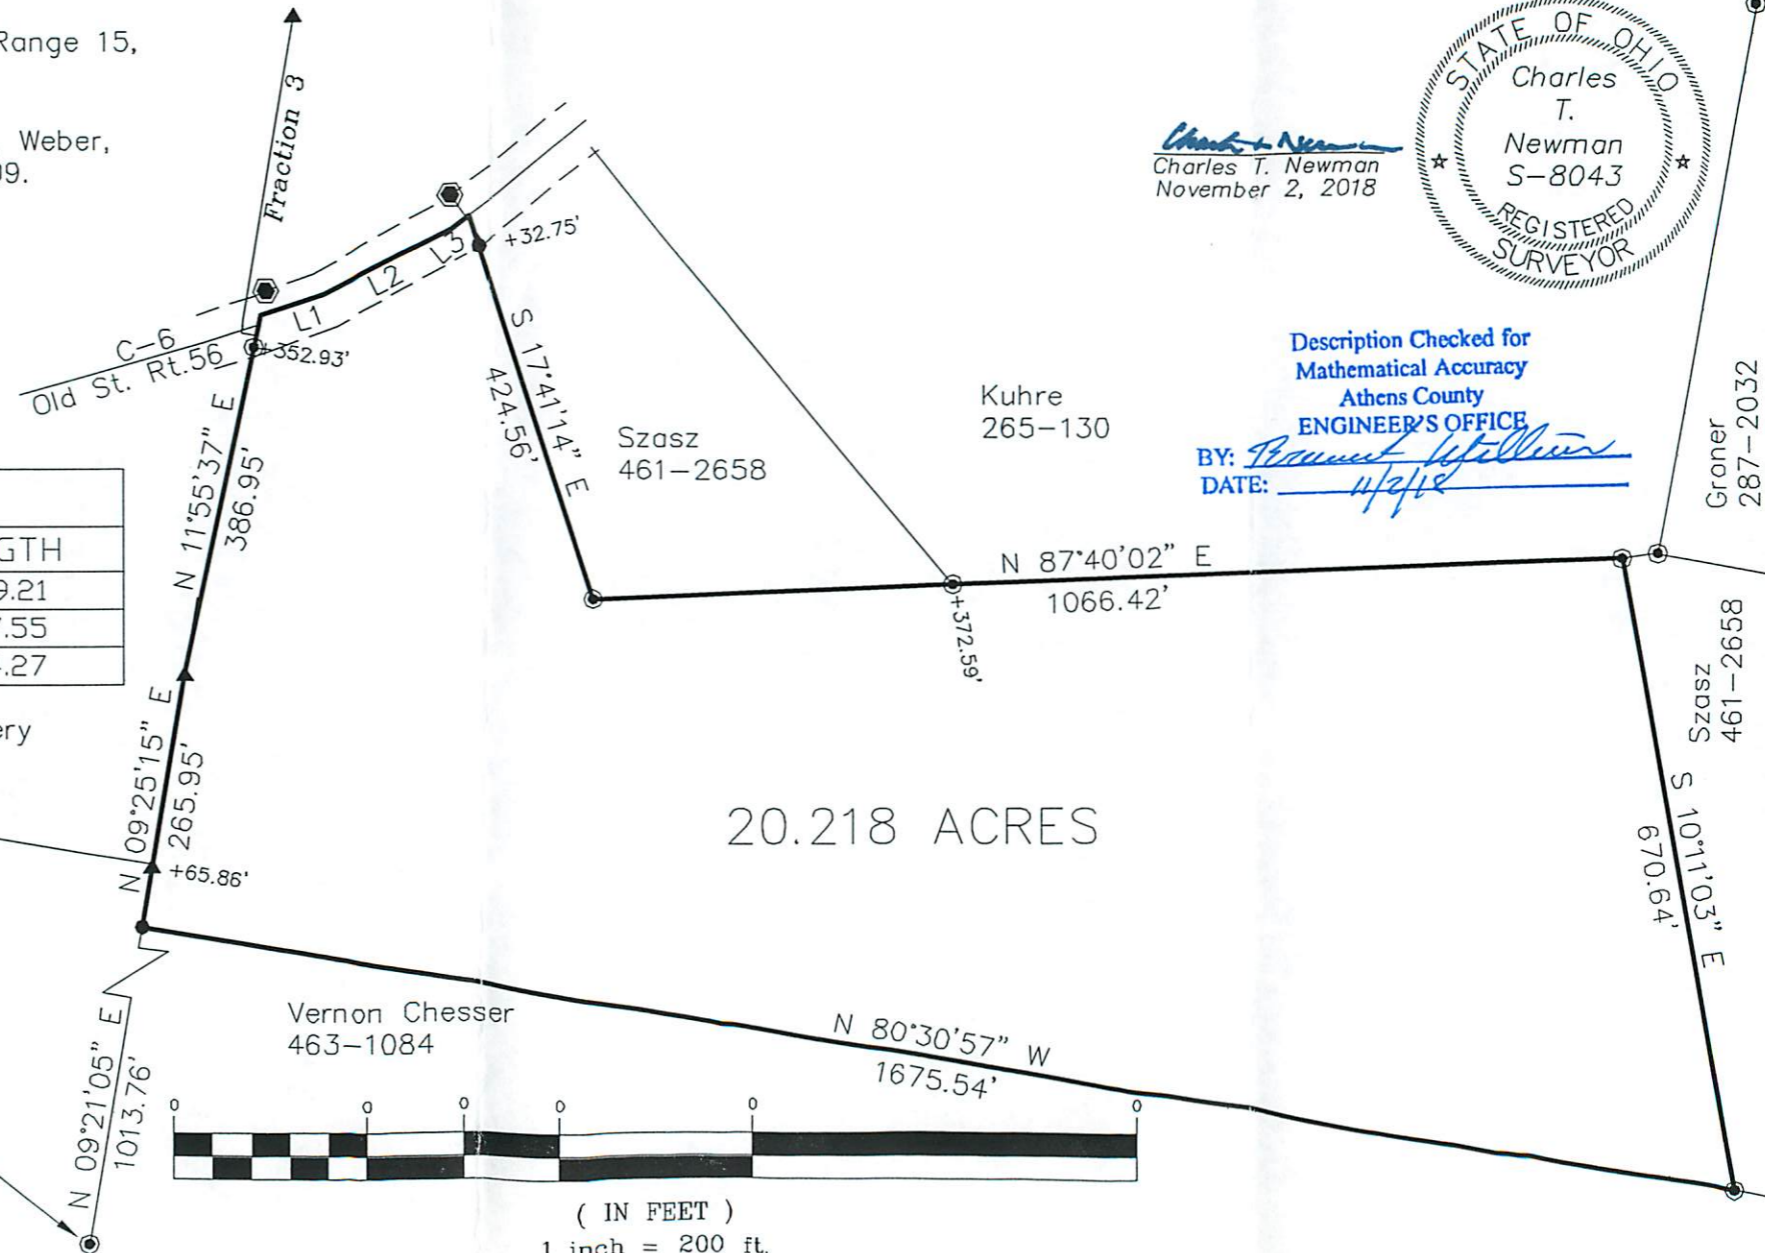 Range 15,
Weber,
09.
Fraction 3
+32.75'
L1
L2
L3
C-6
Old St. Rt.56
+352.93'
N 11°55'37" E
386.95'
S 17°41'14" E
424.56'
Szasz
461-2658
Kuhre
265-130
Charles T. Newman
November 2, 2018
STATE OF OHIO
Charles
T.
Newman
S-8043
REGISTERED
SURVEYOR
Description Checked for
Mathematical Accuracy
Athens County
ENGINEER'S OFFICE
BY:
DATE: 11/2/18
Groner
287-2032
GTH
9.21
7.55
.27
ery
N 87°40'02" E
1066.42'
+372.59'
Szasz
461-2658
S 10°11'03" E
670.64'
N 09°25'15" E
265.95'
+65.86'
20.218 ACRES
Vernon Chesser
463-1084
N 80°30'57" W
1675.54'
N 09°21'05" E
1013.76'
0 0 0 0 0 0
( IN FEET )
1 inch = 200 ft.